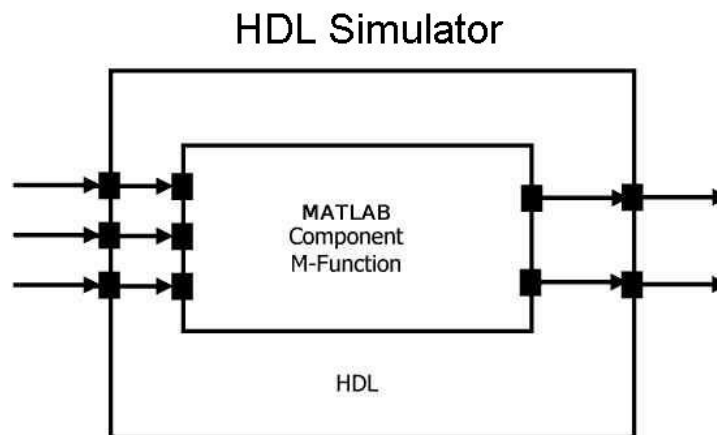 HDL Simulator
MATLAB
Component
M-Function
HDL